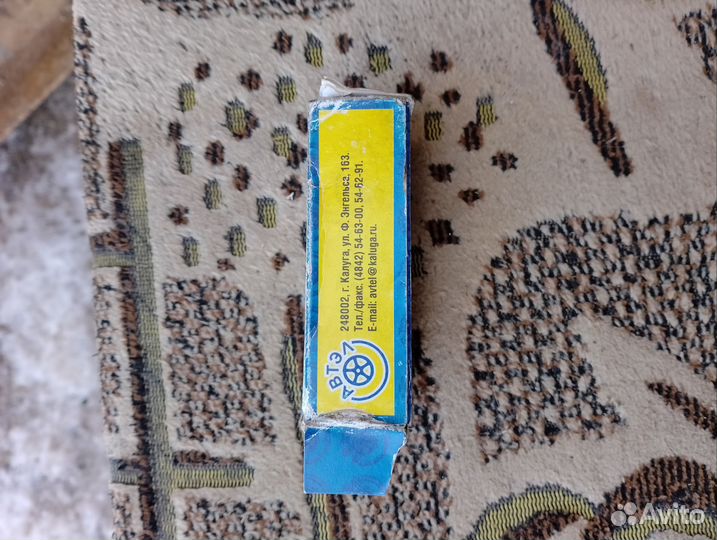 248002, г. Калуга, ул. Ф. Энгельса, 163.
Тел./факс. (4842) 54-63-00, 54-62-91.
E-mail: avtel@kaluga.ru.
АВТЭЛ
Avito